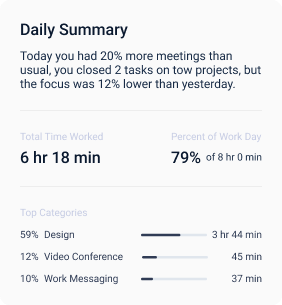 Daily Summary
Today you had 20% more meetings than
usual, you closed 2 tasks on tow projects, but
the focus was 12% lower than yesterday.
Total Time Worked
Percent of Work Day
6 hr 18 min
79% of 8 hr 0 min
Top Categories
59% Design 3 hr 44 min
12% Video Conference 45 min
10% Work Messaging 37 min